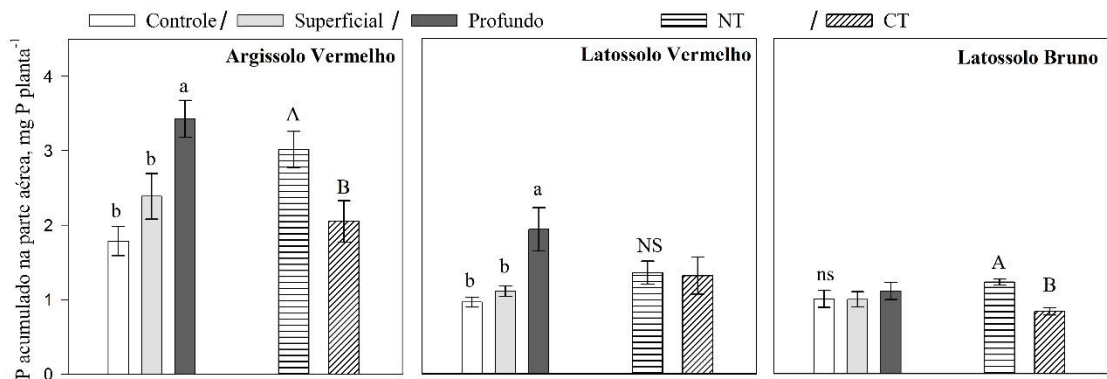 Controle / Superficial / Profundo NT / CT
P acumulado na parte aérea, mg P planta⁻¹
Argissolo Vermelho
4
3
2
1
0
b
b
a
A
B
Latossolo Vermelho
b
b
a
NS
Latossolo Bruno
ns
A
B